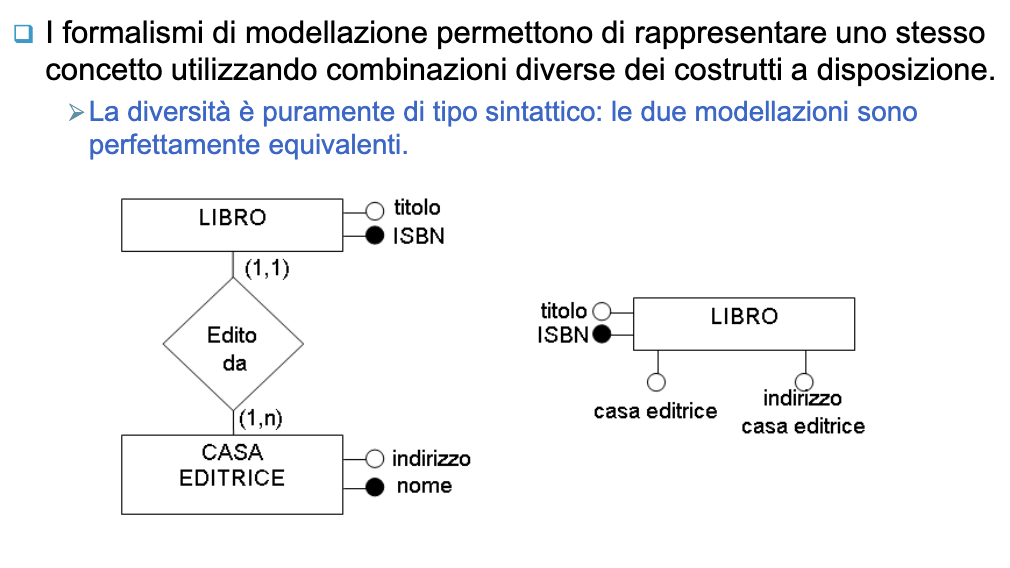 I formalismi di modellazione permettono di rappresentare uno stesso
concetto utilizzando combinazioni diverse dei costrutti a disposizione.
La diversità è puramente di tipo sintattico: le due modellazioni sono
perfettamente equivalenti.
LIBRO
titolo
ISBN
(1,1)
Edito
da
(1,n)
CASA
EDITRICE
indirizzo
nome
titolo
ISBN
LIBRO
casa editrice
indirizzo
casa editrice